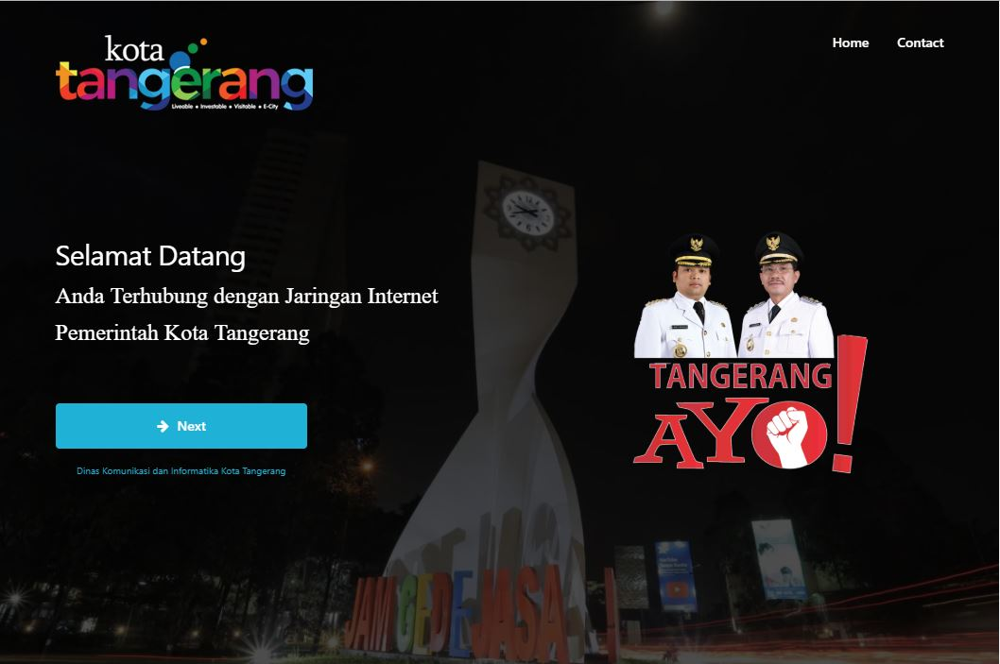 kota
tangerang
Liveable • Investable • Visitable • E-City
Home
Contact
Selamat Datang
Anda Terhubung dengan Jaringan Internet
Pemerintah Kota Tangerang
Next
Dinas Komunikasi dan Informatika Kota Tangerang
TANGERANG
AYO!
JAM GEDE JASA !